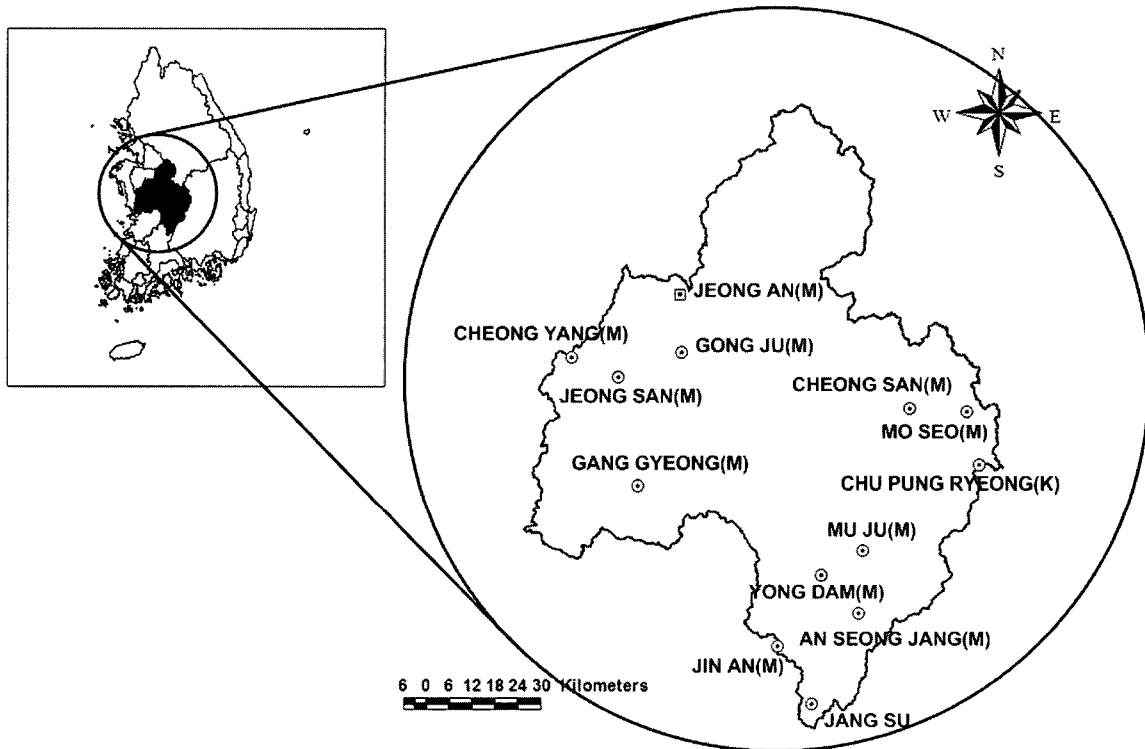 N
W E
S
JEONG AN(M)
CHEONG YANG(M)
GONG JU(M)
JEONG SAN(M)
CHEONG SAN(M)
MO SEO(M)
GANG GYEONG(M)
CHU PUNG RYEONG(K)
MU JU(M)
YONG DAM(M)
AN SEONG JANG(M)
JIN AN(M)
6 0 6 12 18 24 30 Kilometers
JANG SU